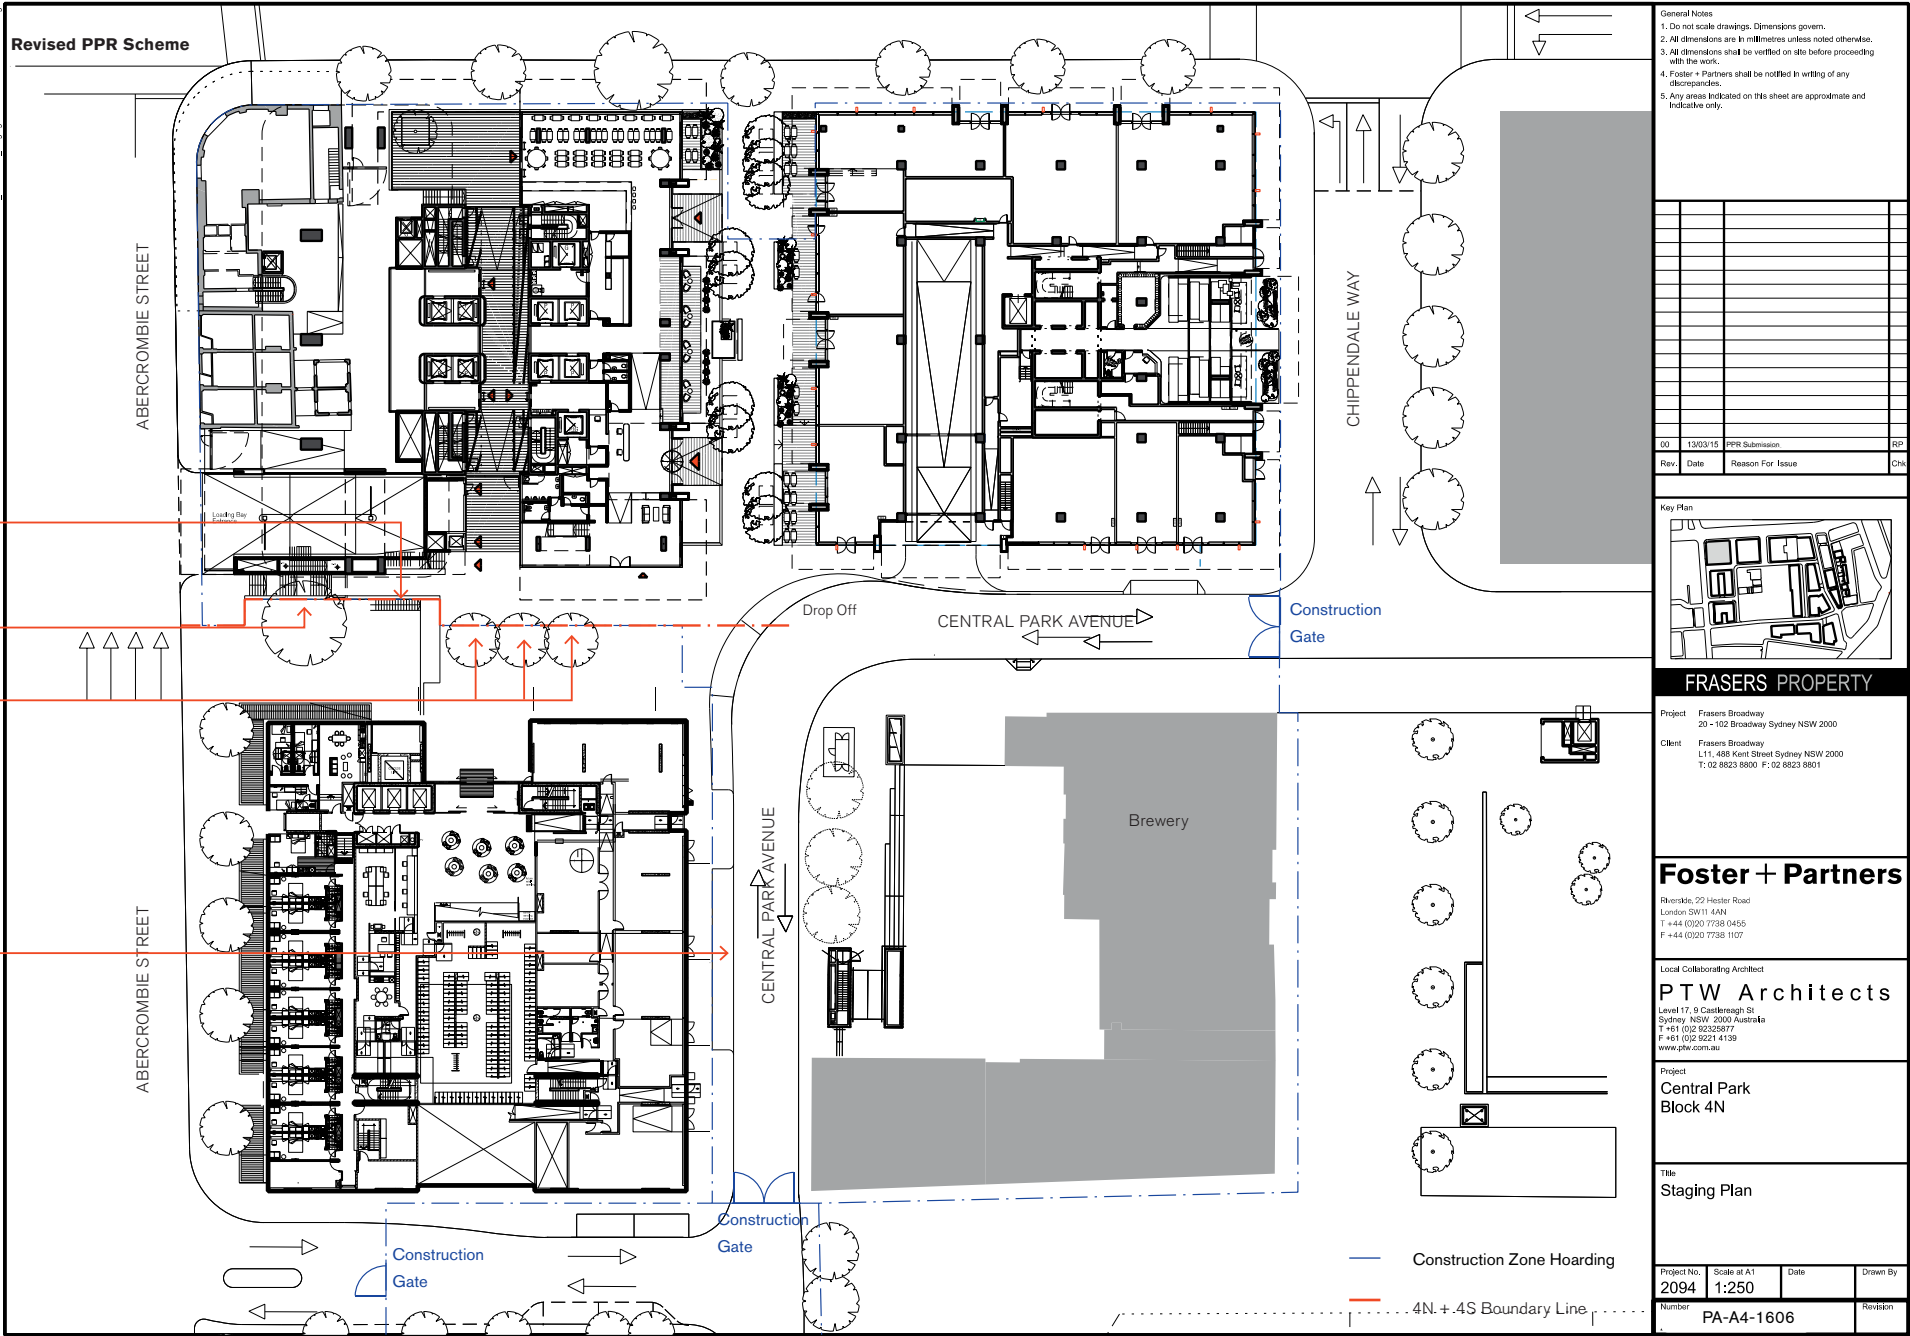 Revised PPR Scheme
ABERCROMBIE STREET
Loading Bay
Entrance
CHIPPENDALE WAY
Drop Off
CENTRAL PARK AVENUE
Construction
Gate
ABERCROMBIE STREET
CENTRAL PARK AVENUE
Brewery
Construction
Gate
Construction
Gate
Construction Zone Hoarding
4N + 4S Boundary Line
General Notes
1. Do not scale drawings. Dimensions govern.
2. All dimensions are in millimetres unless noted otherwise.
3. All dimensions shall be verified on site before proceeding
with the work.
4. Foster + Partners shall be notified in writing of any
discrepancies.
5. Any areas indicated on this sheet are approximate and
indicative only.
00 13/03/15 PPR Submission RP
Rev. Date Reason For Issue Chk
Key Plan
FRASERS PROPERTY
Project Frasers Broadway
20 - 102 Broadway Sydney NSW 2000
Client Frasers Broadway
L11, 488 Kent Street Sydney NSW 2000
T: 02 8823 8800 F: 02 8823 8801
Foster + Partners
Riverside, 22 Hester Road
London SW11 4AN
T +44 (0)20 7738 0455
F +44 (0)20 7738 1107
Local Collaborating Architect
PTW Architects
Level 17, 9 Castlereagh St
Sydney NSW 2000 Australia
T +61 (0)2 92325877
F +61 (0)2 9221 4139
www.ptw.com.au
Project
Central Park
Block 4N
Title
Staging Plan
Project No. Scale at A1 Date Drawn By
2094 1:250
Number Revision
PA-A4-1606